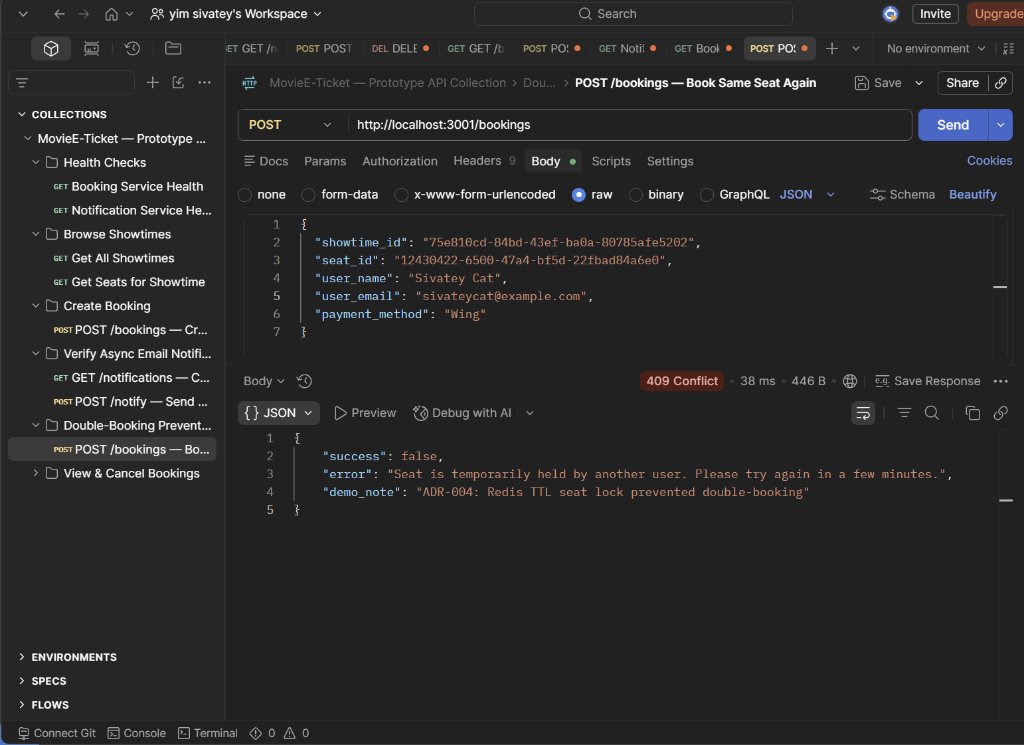 yim sivatey's Workspace
Search
Invite
Upgrade
ET GET /n
POST POST
DEL DELE
GET GET /b
POST PO
GET Noti
GET Book
POST PO
No environment
COLLECTIONS
MovieE-Ticket — Prototype ...
Health Checks
GET Booking Service Health
GET Notification Service He...
Browse Showtimes
GET Get All Showtimes
GET Get Seats for Showtime
Create Booking
POST POST /bookings — Cr...
Verify Async Email Notifi...
GET GET /notifications — C...
POST POST /notify — Send ...
Double-Booking Prevent...
POST POST /bookings — Bo...
View & Cancel Bookings
ENVIRONMENTS
SPECS
FLOWS
HTTP MovieE-Ticket — Prototype API Collection > Dou... > POST /bookings — Book Same Seat Again
Save
Share
POST http://localhost:3001/bookings
Send
Docs Params Authorization Headers 9 Body Scripts Settings
Cookies
none form-data x-www-form-urlencoded raw binary GraphQL JSON
Schema Beautify
1 {
2 "showtime_id": "75e810cd-84bd-43ef-ba0a-80785afe5202",
3 "seat_id": "12430422-6500-47a4-bf5d-22fbad84a6e0",
4 "user_name": "Sivatey Cat",
5 "user_email": "sivateycat@example.com",
6 "payment_method": "Wing"
7 }
Body
409 Conflict • 38 ms • 446 B
e.g. Save Response
{} JSON Preview Debug with AI
1 {
2 "success": false,
3 "error": "Seat is temporarily held by another user. Please try again in a few minutes.",
4 "demo_note": "ADR-004: Redis TTL seat lock prevented double-booking"
5 }
Connect Git Console Terminal 0 0